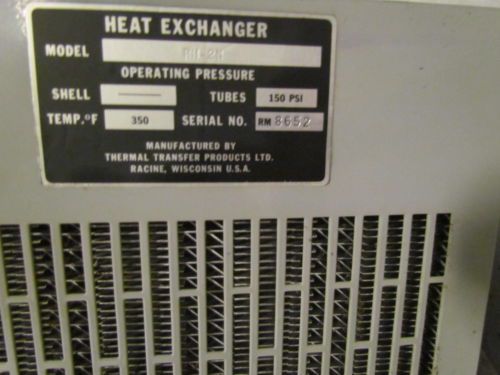 HEAT EXCHANGER
MODEL
OPERATING PRESSURE
SHELL ——— TUBES 150 PSI
TEMP.ºF 350 SERIAL NO. RM 8652
MANUFACTURED BY
THERMAL TRANSFER PRODUCTS LTD.
RACINE, WISCONSIN U.S.A.